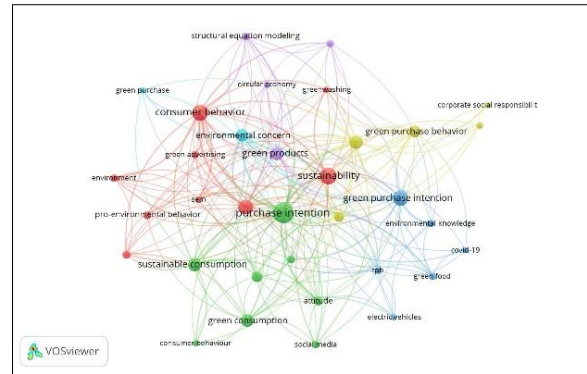 structural equation modeling
circular economy
greenwashing
green purchase
consumer behavior
corporate social responsibilit
environmental concern
green purchase behavior
green advertising
green products
environment
sustainability
sem
green purchase intention
pro-environmental behavior
purchase intention
environmental knowledge
covid-19
sustainable consumption
tpb
green food
attitude
green consumption
electric vehicles
consumer behaviour
social media
VOSviewer